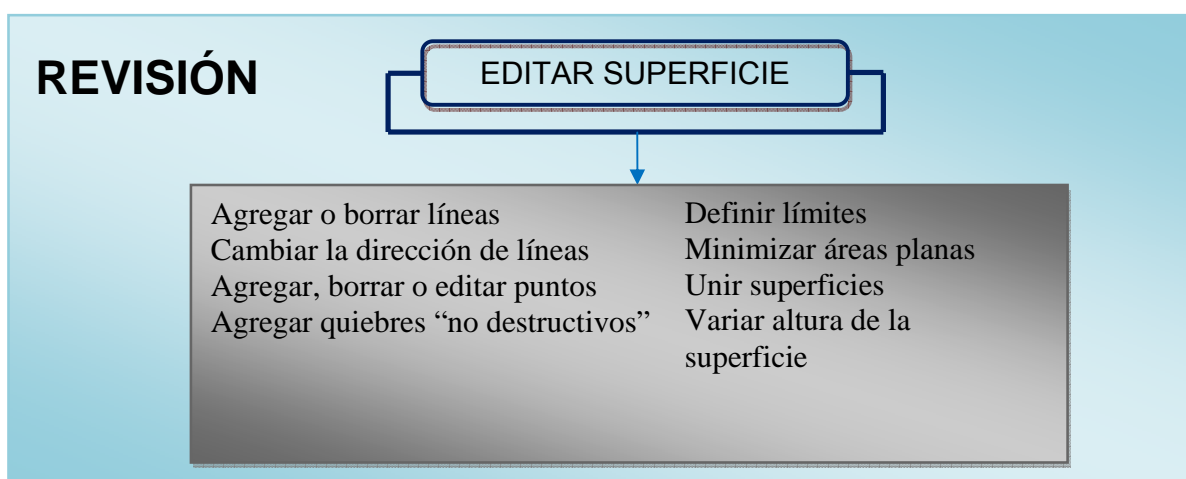 REVISIÓN
EDITAR SUPERFICIE
Agregar o borrar líneas
Cambiar la dirección de líneas
Agregar, borrar o editar puntos
Agregar quiebres “no destructivos”
Definir límites
Minimizar áreas planas
Unir superficies
Variar altura de la
superficie